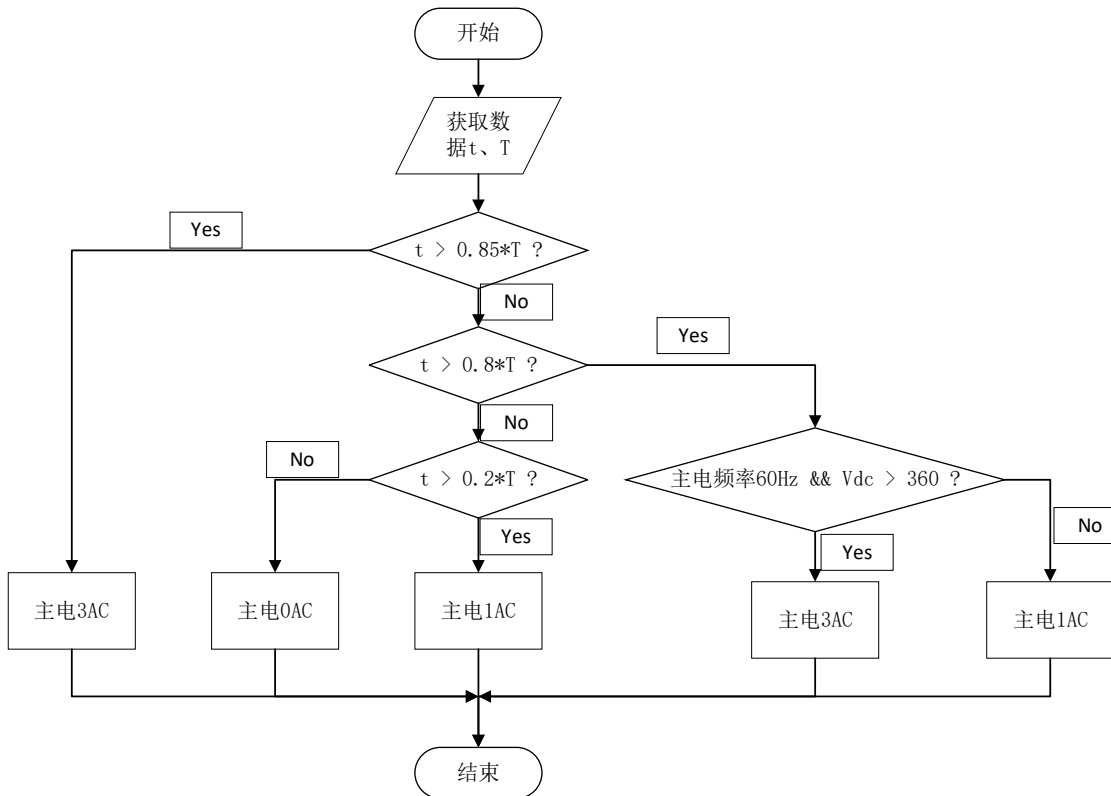 开始
获取数
据t、T
Yes
t > 0.85*T ?
No
Yes
t > 0.8*T ?
No
No
t > 0.2*T ?
主电频率60Hz && Vdc > 360 ?
Yes
Yes
No
主电3AC
主电0AC
主电1AC
主电3AC
主电1AC
结束